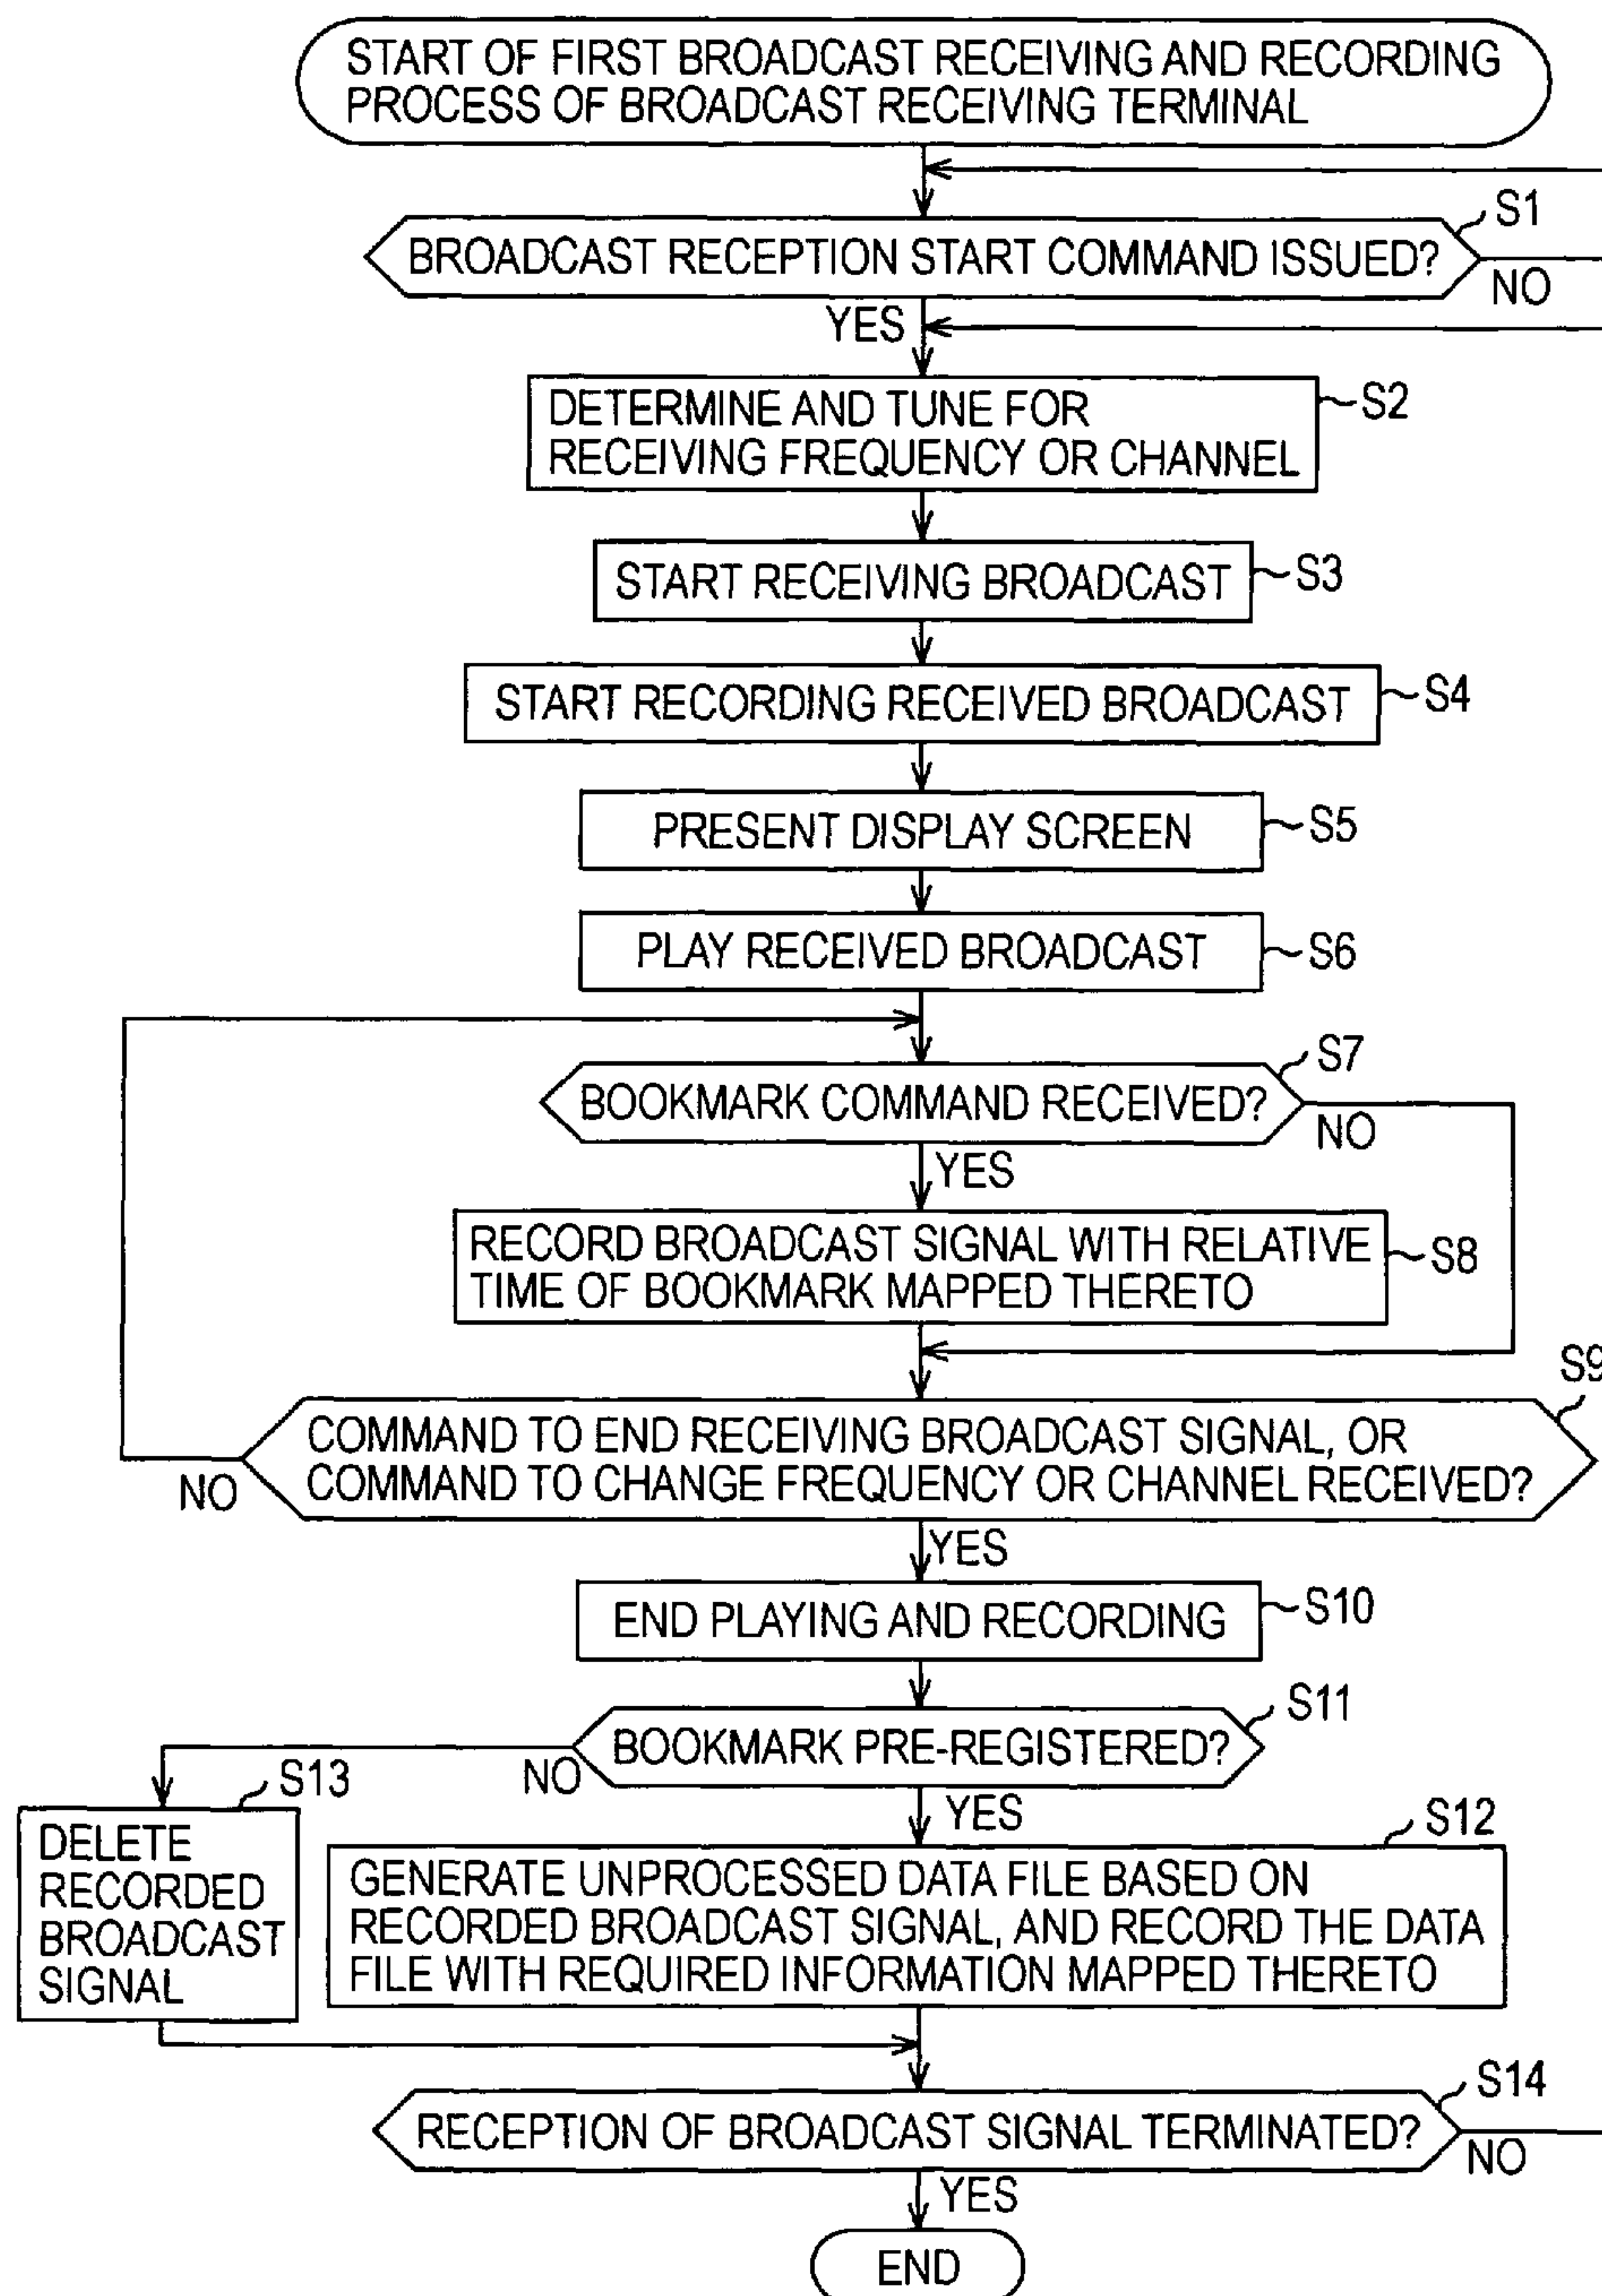 START OF FIRST BROADCAST RECEIVING AND RECORDING
PROCESS OF BROADCAST RECEIVING TERMINAL
S1
BROADCAST RECEPTION START COMMAND ISSUED?
NO
YES
DETERMINE AND TUNE FOR
RECEIVING FREQUENCY OR CHANNEL
S2
START RECEIVING BROADCAST
S3
START RECORDING RECEIVED BROADCAST
S4
PRESENT DISPLAY SCREEN
S5
PLAY RECEIVED BROADCAST
S6
S7
BOOKMARK COMMAND RECEIVED?
NO
YES
RECORD BROADCAST SIGNAL WITH RELATIVE
TIME OF BOOKMARK MAPPED THERETO
S8
S9
COMMAND TO END RECEIVING BROADCAST SIGNAL, OR
COMMAND TO CHANGE FREQUENCY OR CHANNEL RECEIVED?
NO
YES
END PLAYING AND RECORDING
S10
S11
BOOKMARK PRE-REGISTERED?
NO
YES
S13
DELETE
RECORDED
BROADCAST
SIGNAL
S12
GENERATE UNPROCESSED DATA FILE BASED ON
RECORDED BROADCAST SIGNAL, AND RECORD THE DATA
FILE WITH REQUIRED INFORMATION MAPPED THERETO
S14
RECEPTION OF BROADCAST SIGNAL TERMINATED?
NO
YES
END